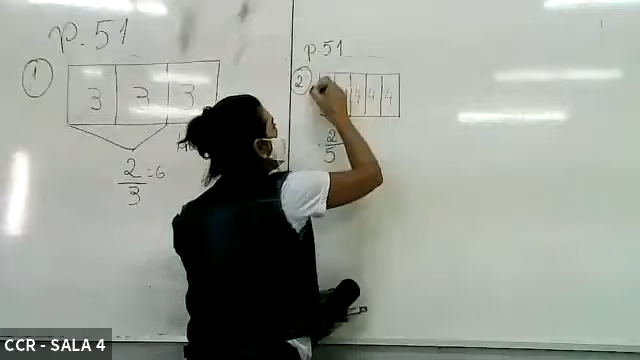 p.51
① 3 3 3
2/3 = 6
p.51
② 4 4 4
2/5
CCR - SALA 4